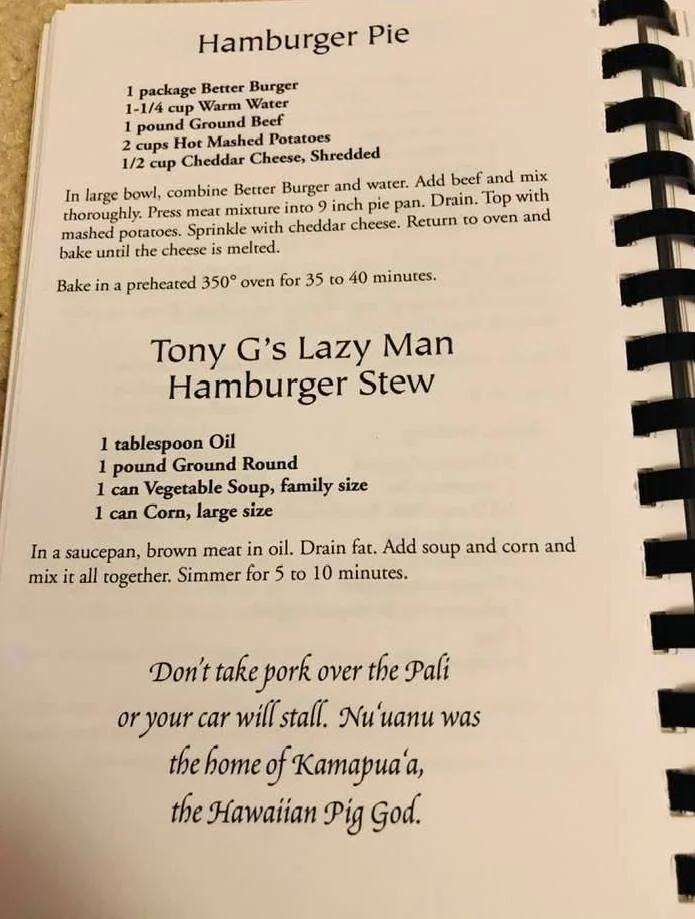 Hamburger Pie
1 package Better Burger
1-1/4 cup Warm Water
1 pound Ground Beef
2 cups Hot Mashed Potatoes
1/2 cup Cheddar Cheese, Shredded
In large bowl, combine Better Burger and water. Add beef and mix
thoroughly. Press meat mixture into 9 inch pie pan. Drain. Top with
mashed potatoes. Sprinkle with cheddar cheese. Return to oven and
bake until the cheese is melted.
Bake in a preheated 350° oven for 35 to 40 minutes.
Tony G's Lazy Man
Hamburger Stew
1 tablespoon Oil
1 pound Ground Round
1 can Vegetable Soup, family size
1 can Corn, large size
In a saucepan, brown meat in oil. Drain fat. Add soup and corn and
mix it all together. Simmer for 5 to 10 minutes.
Don't take pork over the Pali
or your car will stall. Nu‘uanu was
the home of Kamapua‘a,
the Hawaiian Pig God.